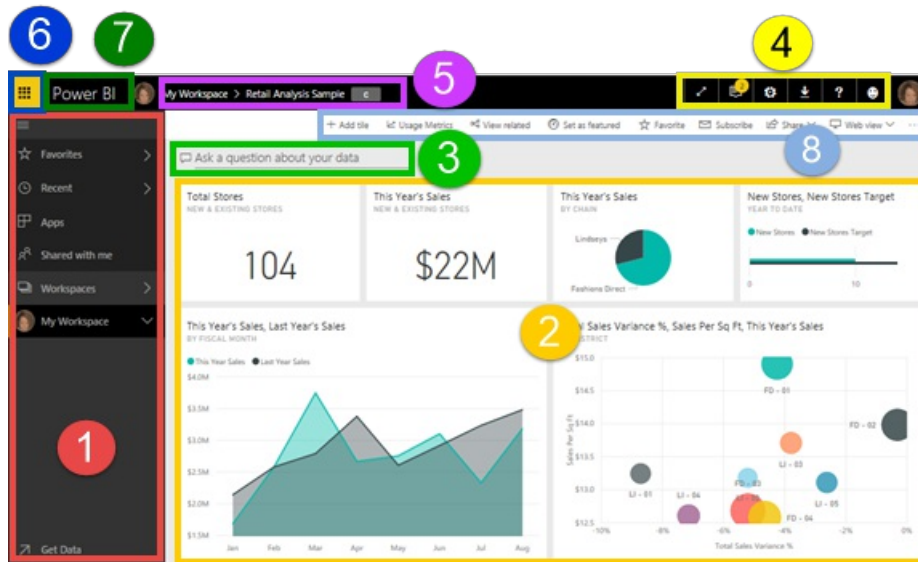 6
7
4
5
Power BI
My Workspace > Retail Analysis Sample
c
?
+ Add tile
Usage Metrics
View related
Set as featured
Favorite
Subscribe
Share
Web view
8
Ask a question about your data
3
Favorites
Recent
Apps
Shared with me
Workspaces
My Workspace
1
Get Data
Total Stores
NEW & EXISTING STORES
104
This Year's Sales
NEW & EXISTING STORES
$22M
This Year's Sales
BY CHAIN
Lindseys
Fashions Direct
New Stores, New Stores Target
YEAR TO DATE
New Stores New Stores Target
0 10
This Year's Sales, Last Year's Sales
BY FISCAL MONTH
This Year Sales Last Year Sales
$4.0M
$3.5M
$3.0M
$2.5M
$2.0M
$1.5M
Jan Feb Mar Apr May Jun Jul Aug
2
Sales Variance %, Sales Per Sq Ft, This Year's Sales
Sales Per Sq Ft
$15.0
$14.5
$14.0
$13.5
$13.0
$12.5
FD - 01
FD - 02
LI - 03
LI - 01
FD - 03
LI - 05
LI - 04
FD - 04
-10% -8% -6% -4% -2% 0%
Total Sales Variance %